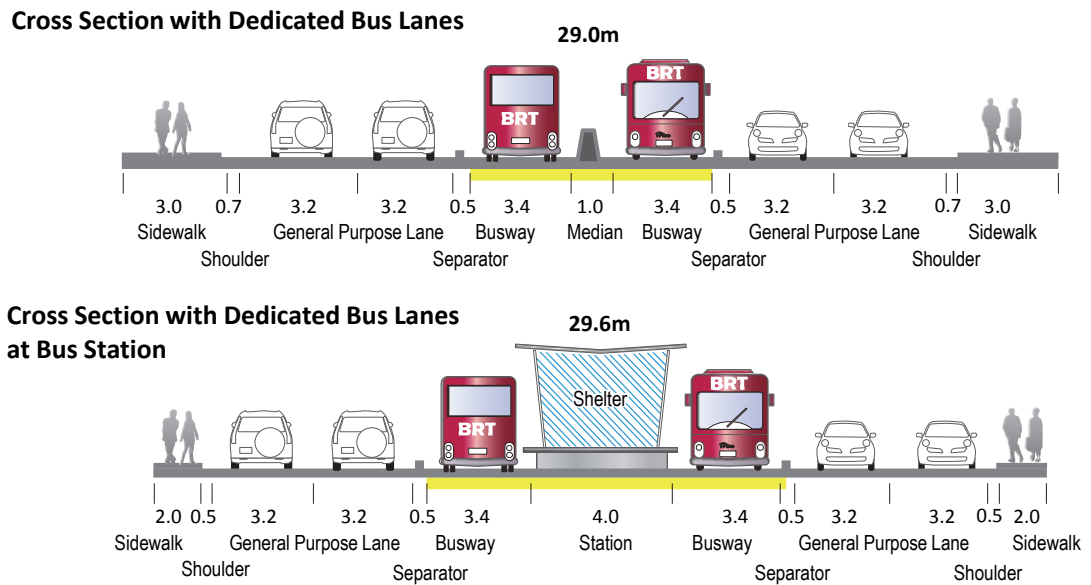 Cross Section with Dedicated Bus Lanes
29.0m
BRT
BRT
3.0 0.7 3.2 3.2 0.5 3.4 1.0 3.4 0.5 3.2 3.2 0.7 3.0
Sidewalk General Purpose Lane Busway Median Busway General Purpose Lane Sidewalk
Shoulder Separator Separator Shoulder
Cross Section with Dedicated Bus Lanes
at Bus Station
29.6m
Shelter
BRT
BRT
2.0 0.5 3.2 3.2 0.5 3.4 4.0 3.4 0.5 3.2 3.2 0.5 2.0
Sidewalk General Purpose Lane Busway Station Busway General Purpose Lane Sidewalk
Shoulder Separator Separator Shoulder